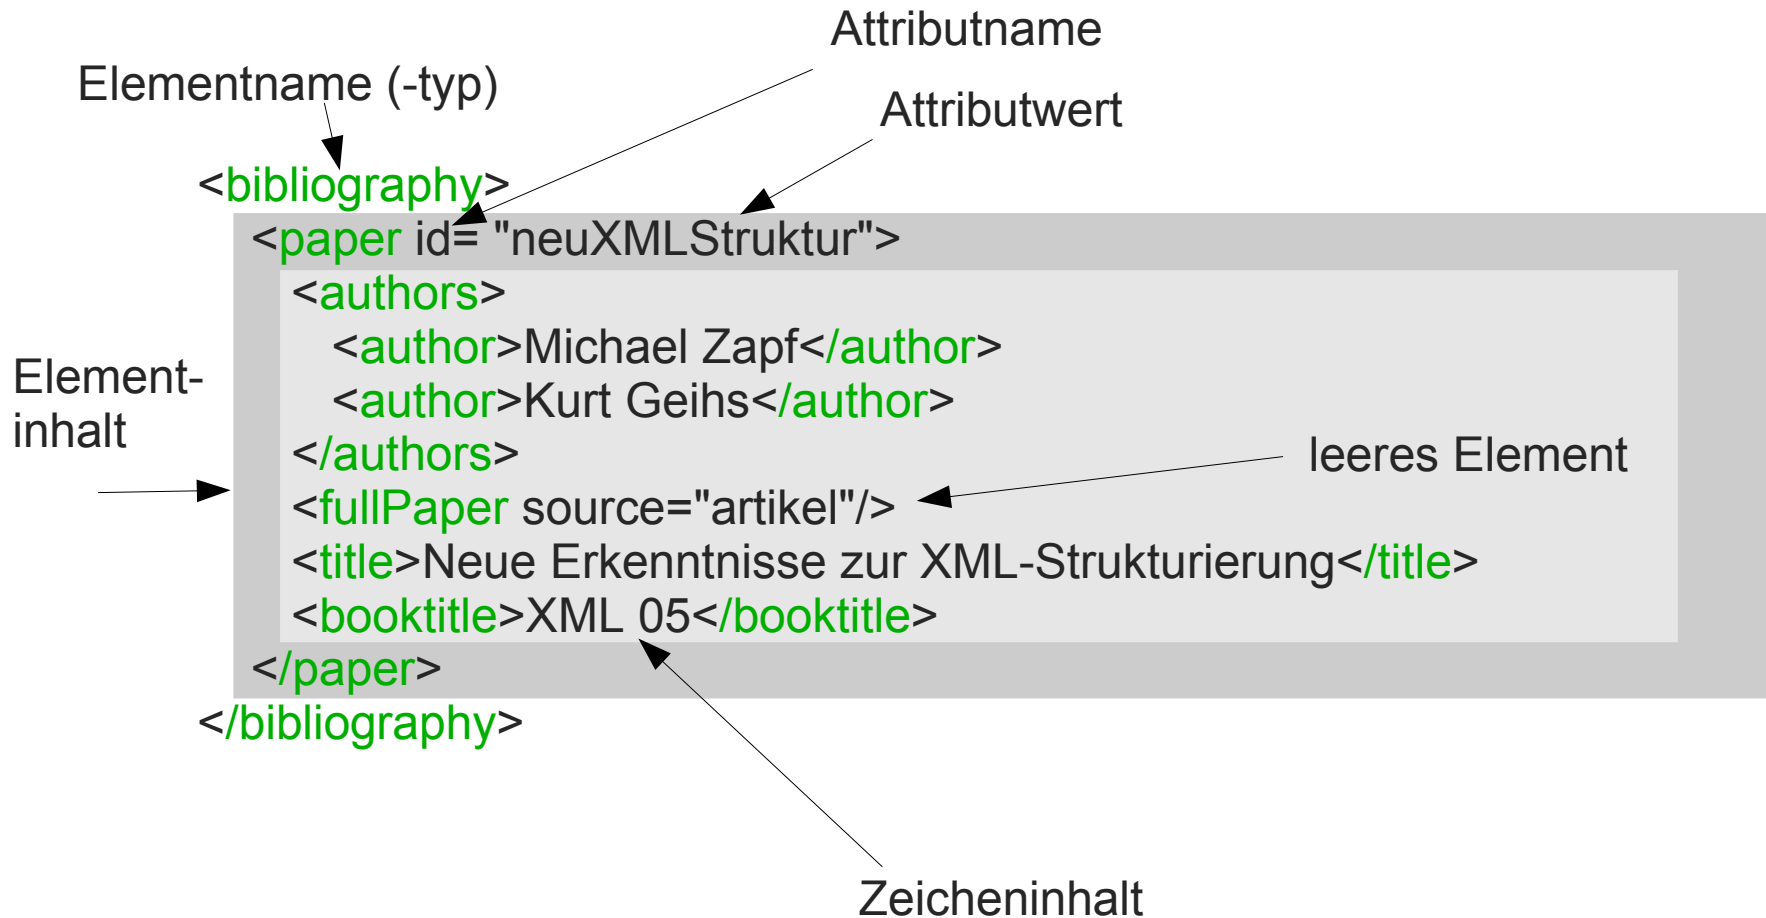 Attributname
Elementname (-typ)
Attributwert
<bibliography>
<paper id= "neuXMLStruktur">
<authors>
<author>Michael Zapf</author>
Element-
inhalt
<author>Kurt Geihs</author>
</authors>
leeres Element
<fullPaper source="artikel"/>
<title>Neue Erkenntnisse zur XML-Strukturierung</title>
<booktitle>XML 05</booktitle>
</paper>
</bibliography>
Zeicheninhalt